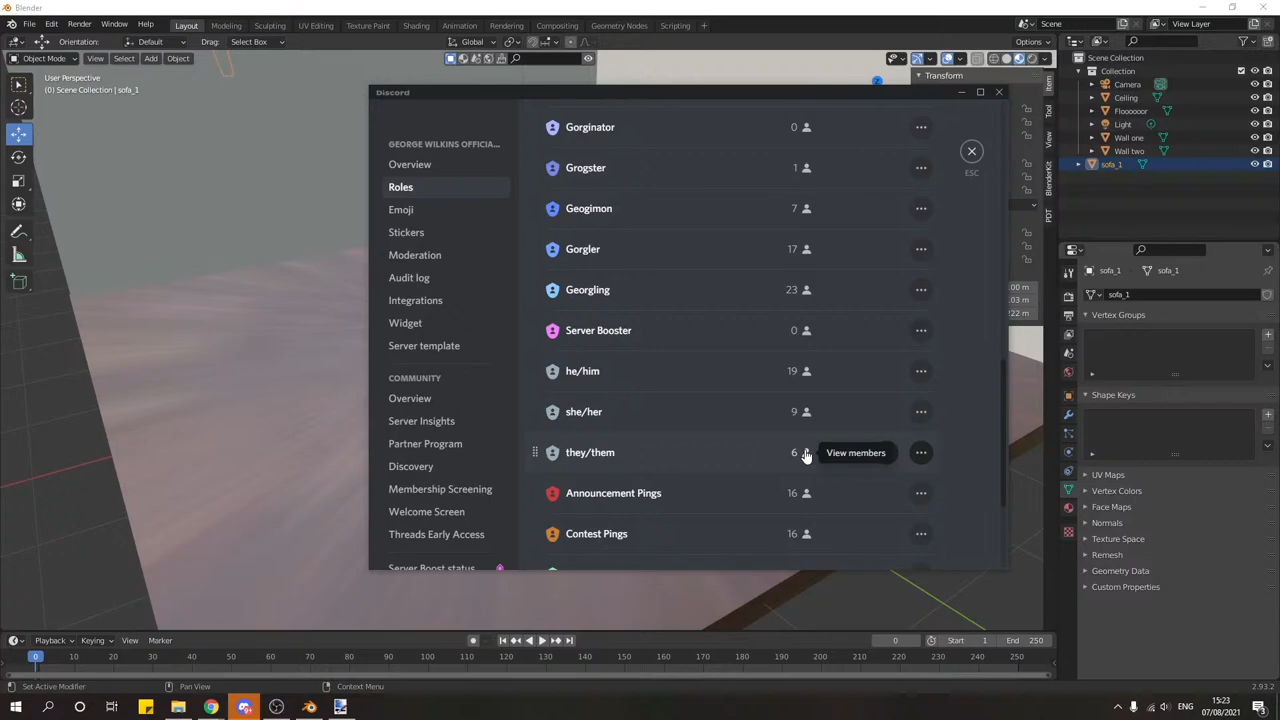 Blender
File Edit Render Window Help Layout Modeling Sculpting UV Editing Texture Paint Shading Animation Rendering Compositing Geometry Nodes Scripting + Scene View Layer
Orientation: Default Drag: Select Box Global Options
Object Mode View Select Add Object
User Perspective
(0) Scene Collection | sofa_1
Transform
Item
Tool
View
BlenderKit
PDT
Scene Collection
Collection
Camera
Ceiling
Flooooor
Light
Wall one
Wall two
sofa_1
Discord
GEORGE WILKINS OFFICIA...
Overview
Roles
Emoji
Stickers
Moderation
Audit log
Integrations
Widget
Server template
COMMUNITY
Overview
Server Insights
Partner Program
Discovery
Membership Screening
Welcome Screen
Threads Early Access
Server Boost status
Gorginator 0
Grogster 1
Geogimon 7
Gorgler 17
Georgling 23
Server Booster 0
he/him 19
she/her 9
they/them 6 View members
Announcement Pings 16
Contest Pings 16
ESC
.00 m
.03 m
.222 m
sofa_1 sofa_1
sofa_1
Vertex Groups
Shape Keys
UV Maps
Vertex Colors
Face Maps
Normals
Texture Space
Remesh
Geometry Data
Custom Properties
Playback Keying View Marker 0 Start 1 End 250
0 10 20 30 40 50 60 70 80 90 100 110 120 130 140 150 160 170 180 190 200 210 220 230 240 250
Set Active Modifier Pan View Context Menu 2.93.2
ENG 15:23
07/08/2021